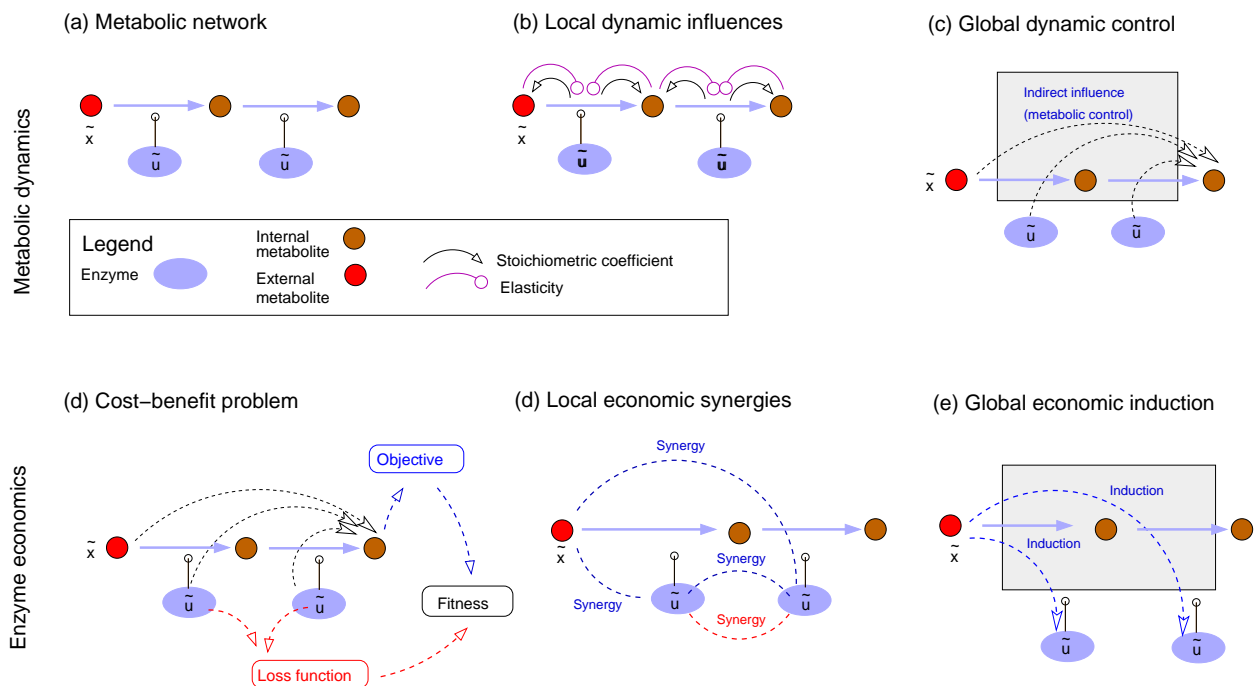 (a) Metabolic network
(b) Local dynamic influences
(c) Global dynamic control
Metabolic dynamics
x̃
ũ
ũ
x̃
ũ
ũ
Indirect influence
(metabolic control)
x̃
ũ
ũ
Legend
Enzyme
Internal
metabolite
External
metabolite
Stoichiometric coefficient
Elasticity
(d) Cost−benefit problem
(d) Local economic synergies
(e) Global economic induction
Enzyme economics
Objective
x̃
ũ
ũ
Fitness
Loss function
Synergy
x̃
Synergy
Synergy
ũ
ũ
Synergy
Induction
Induction
x̃
ũ
ũ